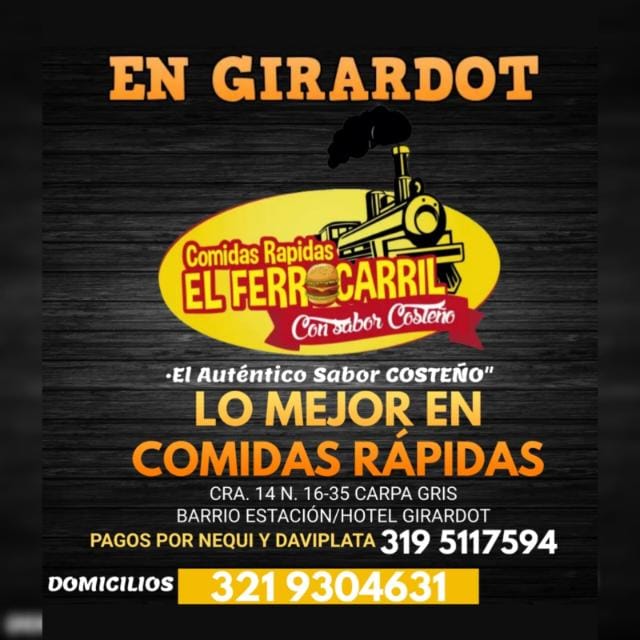 EN GIRARDOT
Comidas Rapidas
EL FERROCARRIL
Con sabor Costeño
·El Auténtico Sabor COSTEÑO"
LO MEJOR EN
COMIDAS RÁPIDAS
CRA. 14 N. 16-35 CARPA GRIS
BARRIO ESTACIÓN/HOTEL GIRARDOT
PAGOS POR NEQUI Y DAVIPLATA 319 5117594
DOMICILIOS 321 9304631